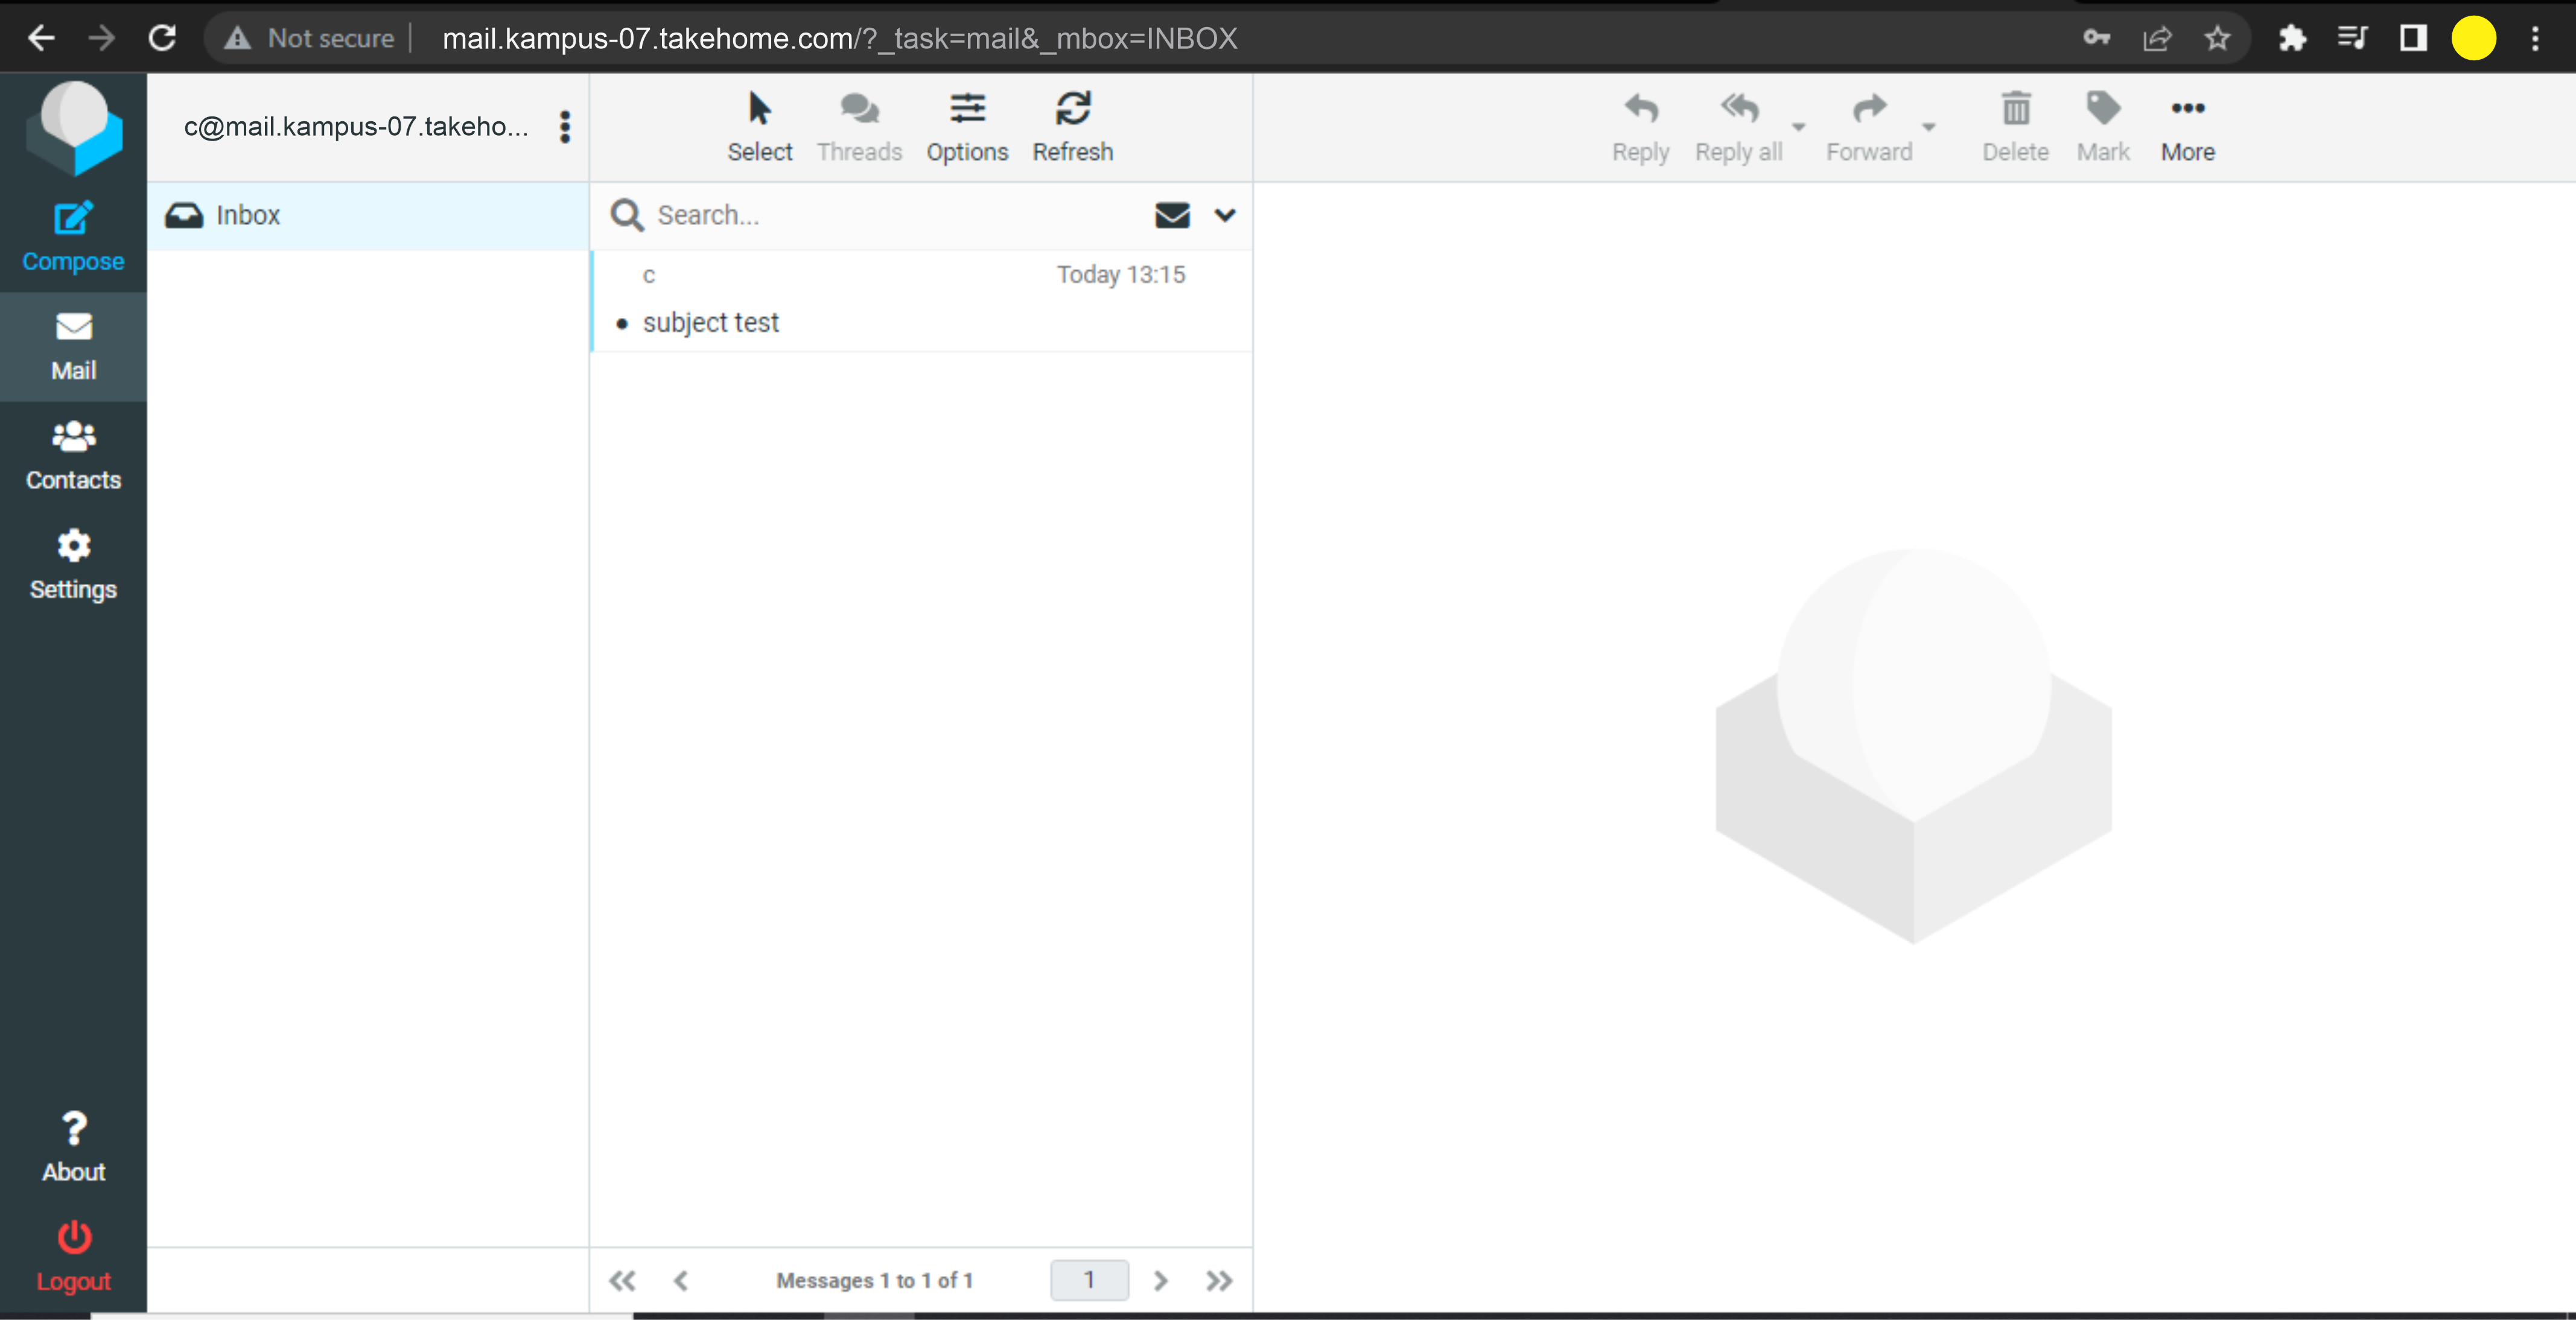 Not secure | mail.kampus-07.takehome.com/?_task=mail&_mbox=INBOX
c@mail.kampus-07.takeho...
Select Threads Options Refresh
Reply Reply all Forward Delete Mark More
Compose
Mail
Contacts
Settings
About
Logout
Inbox
Search...
c Today 13:15
• subject test
Messages 1 to 1 of 1 1